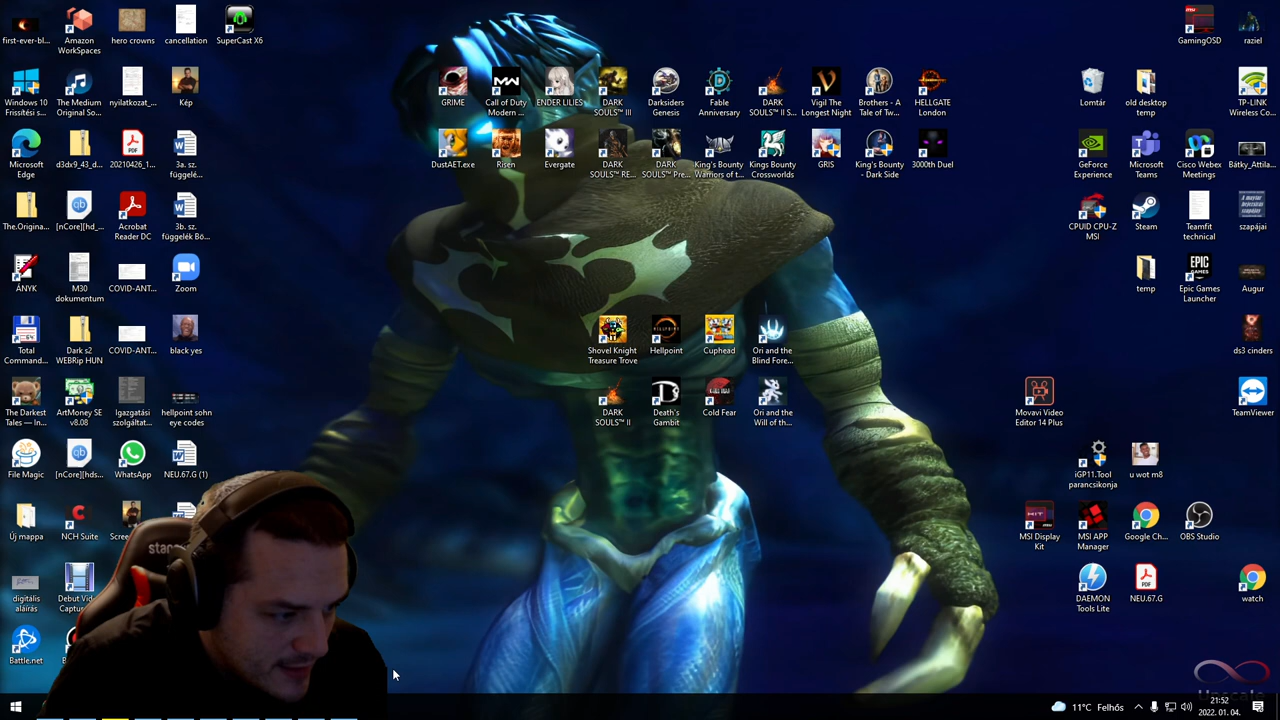 first-ever-bl...
Amazon
WorkSpaces
hero crowns
cancellation
SuperCast X6
GamingOSD
raziel
Windows 10
Frissítési s...
The Medium
Original So...
nyilatkozat_...
Kép
GRIME
Call of Duty
Modern ...
ENDER LILIES
DARK
SOULS™ III
Darksiders
Genesis
Fable
Anniversary
DARK
SOULS™ II S...
Vigil The
Longest Night
Brothers - A
Tale of Tw...
HELLGATE
London
Lomtár
old desktop
temp
TP-LINK
Wireless Co...
Microsoft
Edge
d3dx9_43_d...
20210426_1...
3a. sz.
függelé...
DustAET.exe
Risen
Evergate
DARK
SOULS™ RE...
DARK
SOULS™ Pre...
King's Bounty
Warriors of t...
Kings Bounty
Crossworlds
GRIS
King's Bounty
- Dark Side
3000th Duel
GeForce
Experience
Microsoft
Teams
Cisco Webex
Meetings
Bátky_Attil...
The.Origina...
[nCore][hd_...
Acrobat
Reader DC
3b. sz.
függelék Bő...
CPUID CPU-Z
MSI
Steam
Teamfit
technical
szapájai
ÁNYK
M30
dokumentum
COVID-ANT...
Zoom
temp
Epic Games
Launcher
Augur
Total
Command...
Dark s2
WEBRip HUN
COVID-ANT...
black yes
Shovel Knight
Treasure Trove
Hellpoint
Cuphead
Ori and the
Blind Fore...
ds3 cinders
The Darkest
Tales — In...
ArtMoney SE
v8.08
Igazgatási
szolgáltat...
hellpoint sohn
eye codes
DARK
SOULS™ II
Death's
Gambit
Cold Fear
Ori and the
Will of th...
Movavi Video
Editor 14 Plus
TeamViewer
File Magic
[nCore][hds...
WhatsApp
NEU.67.G (1)
iGP11.Tool
parancsikonja
u wot m8
Új mappa
NCH Suite
Scree
MSI Display
Kit
MSI APP
Manager
Google Ch...
OBS Studio
digitális
aláírás
Debut Vid
Captu
DAEMON
Tools Lite
NEU.67.G
watch
Battle.net
11°C Felhős
21:52
2022. 01. 04.